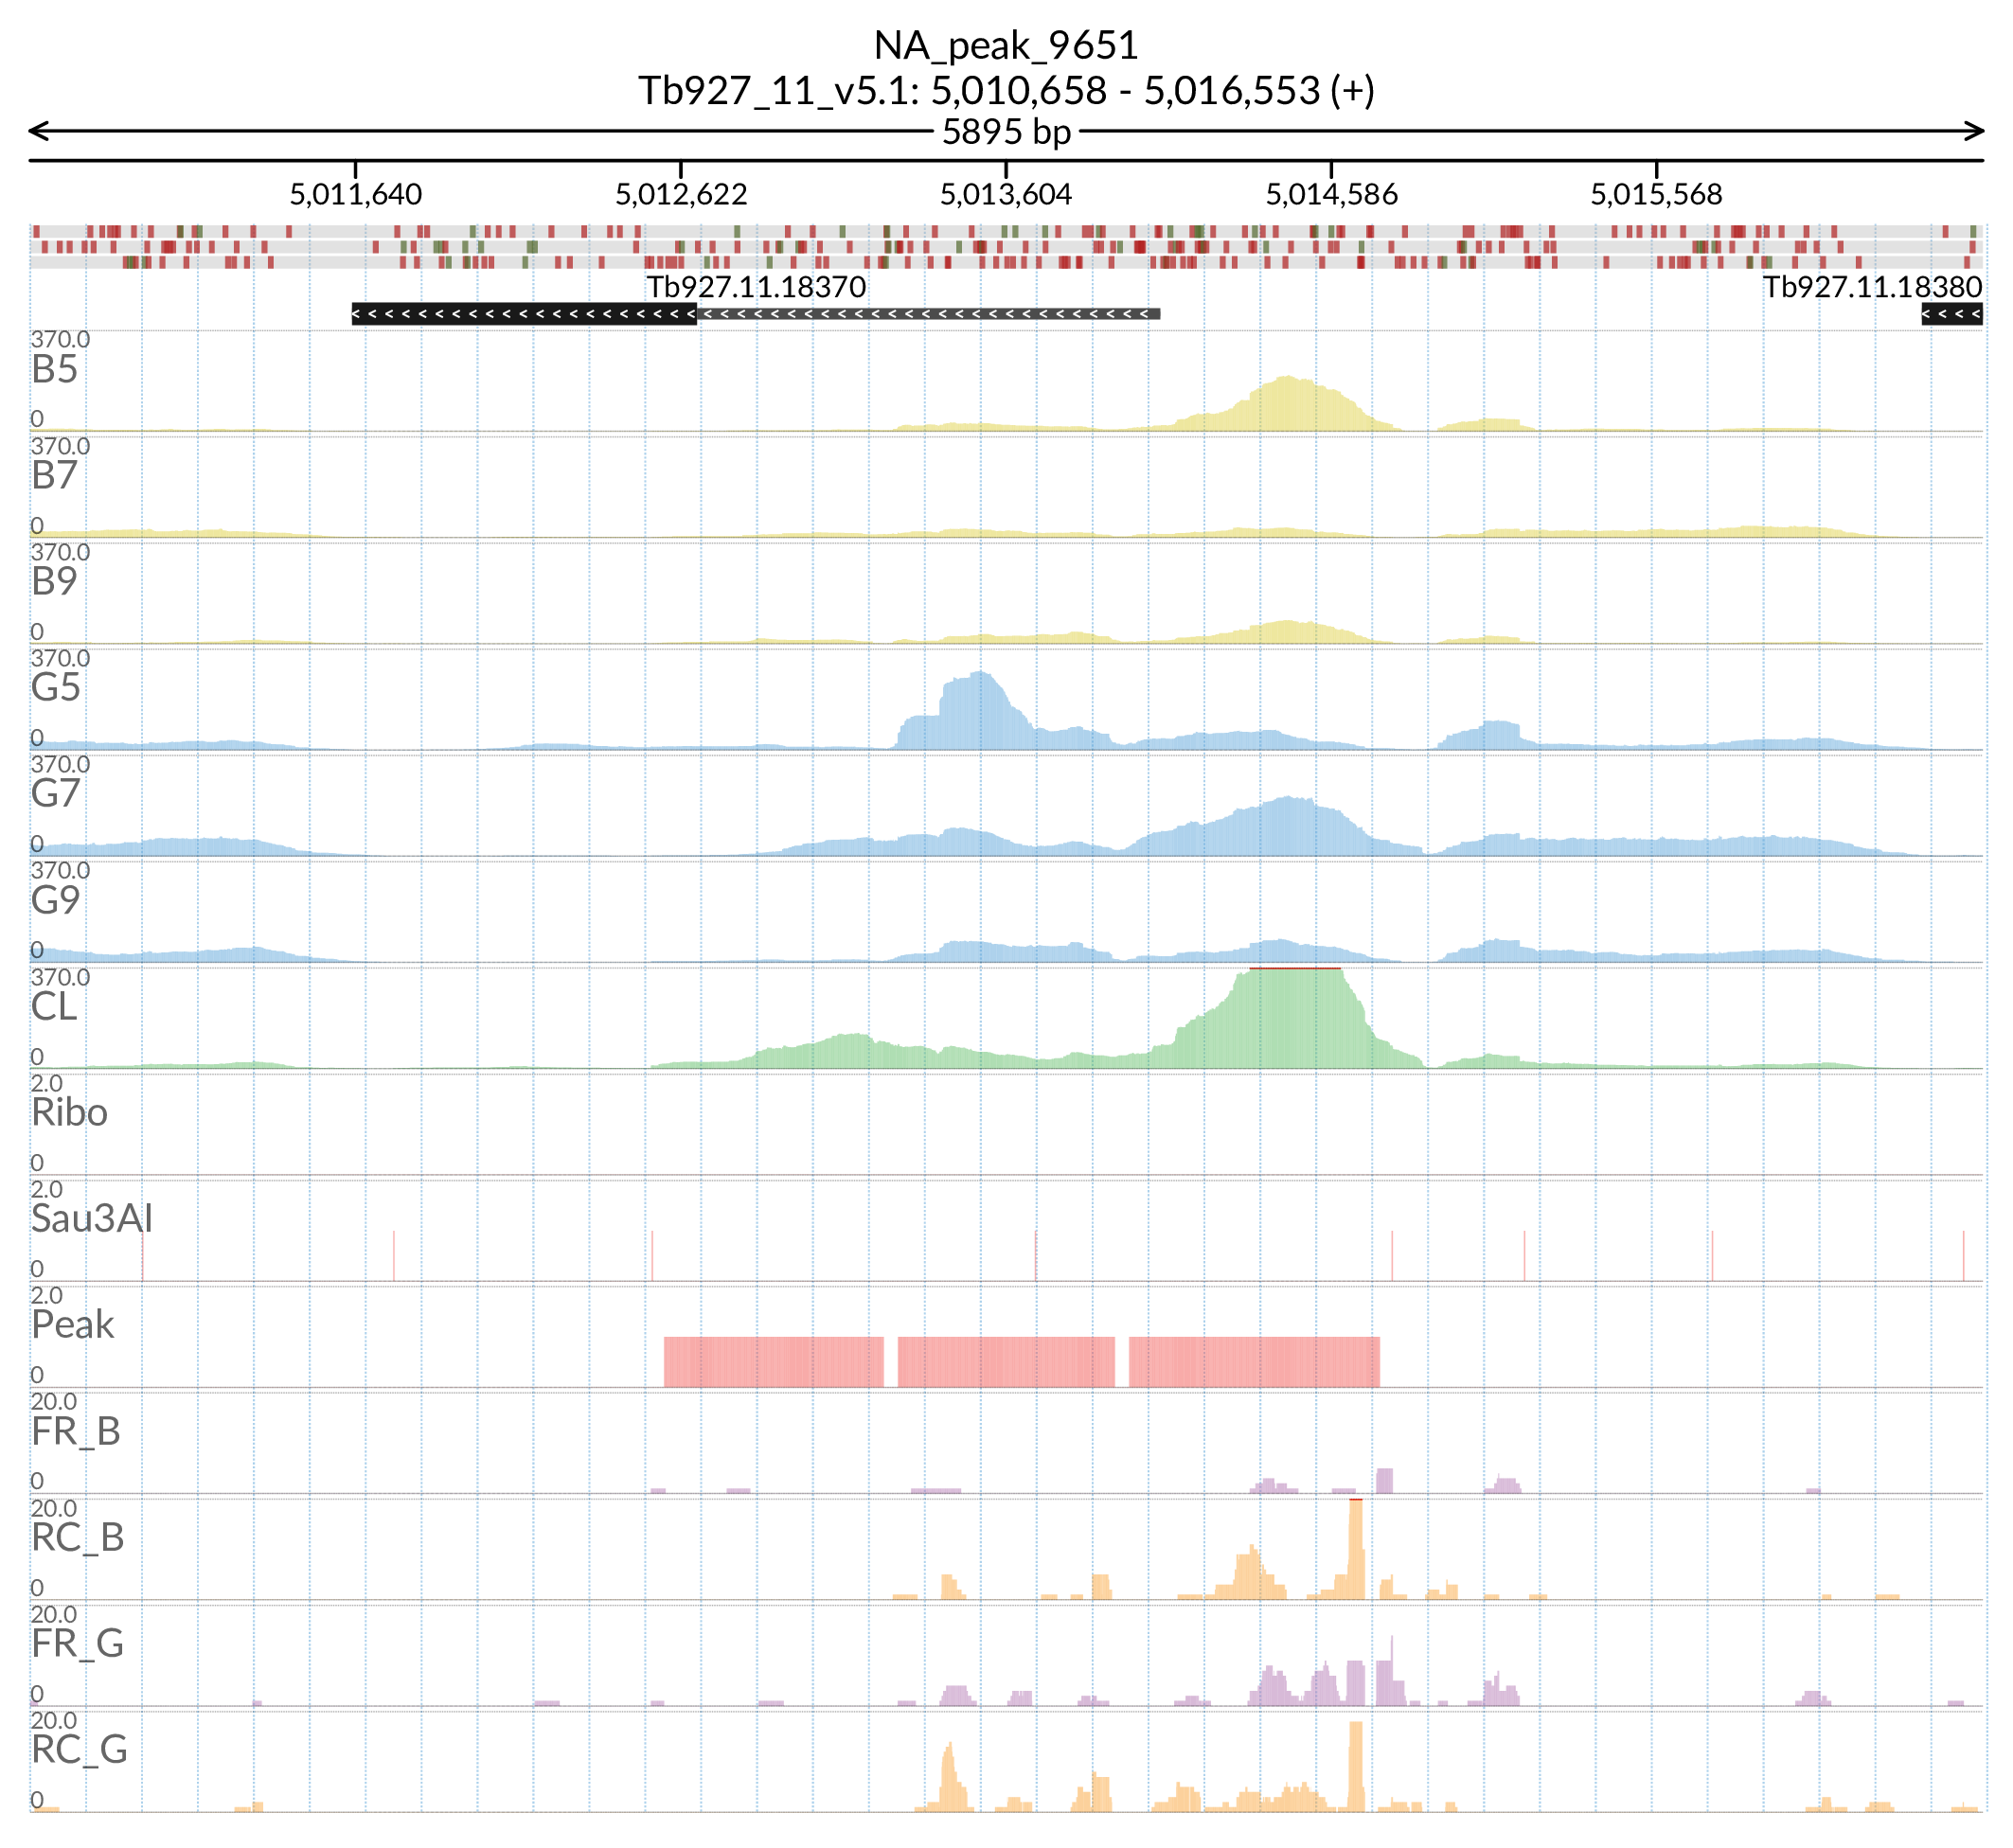 NA_peak_9651
Tb927_11_v5.1: 5,010,658 - 5,016,553 (+)
5895 bp
5,011,640 5,012,622 5,013,604 5,014,586 5,015,568
Tb927.11.18370 Tb927.11.18380
370.0
B5
0
370.0
B7
0
370.0
B9
0
370.0
G5
0
370.0
G7
0
370.0
G9
0
370.0
CL
0
2.0
Ribo
0
2.0
Sau3AI
0
2.0
Peak
0
20.0
FR_B
0
20.0
RC_B
0
20.0
FR_G
0
20.0
RC_G
0